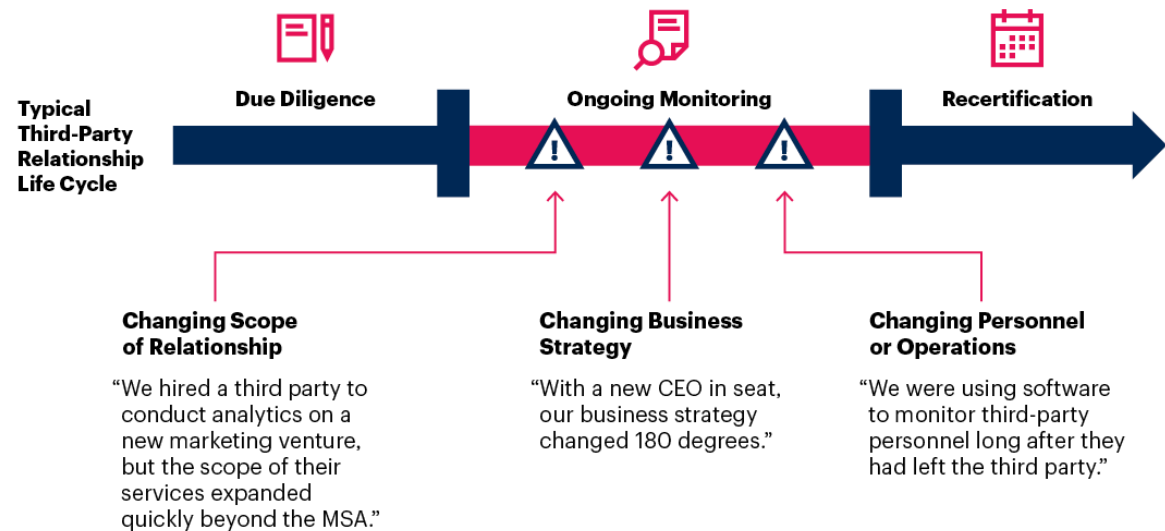 Typical
Third-Party
Relationship
Life Cycle
Due Diligence
Ongoing Monitoring
Recertification
!
!
!
Changing Scope
of Relationship
“We hired a third party to
conduct analytics on a
new marketing venture,
but the scope of their
services expanded
quickly beyond the MSA.”
Changing Business
Strategy
“With a new CEO in seat,
our business strategy
changed 180 degrees.”
Changing Personnel
or Operations
“We were using software
to monitor third-party
personnel long after they
had left the third party.”